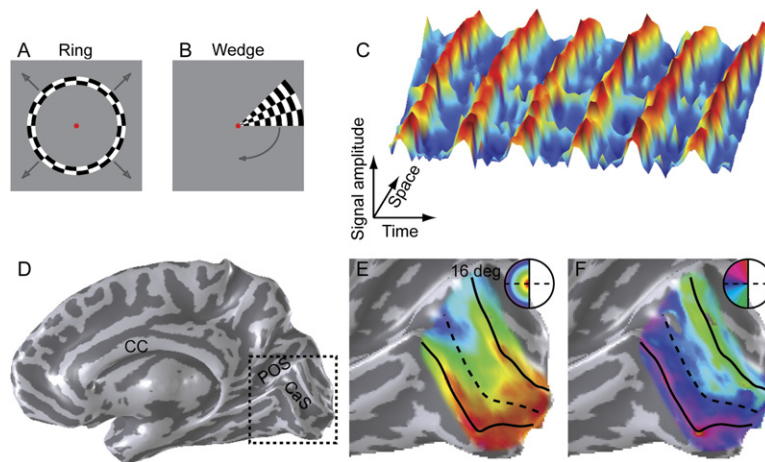 A Ring
B Wedge
C
Signal amplitude
Space
Time
D
CC
POS
CaS
E 16 deg
F